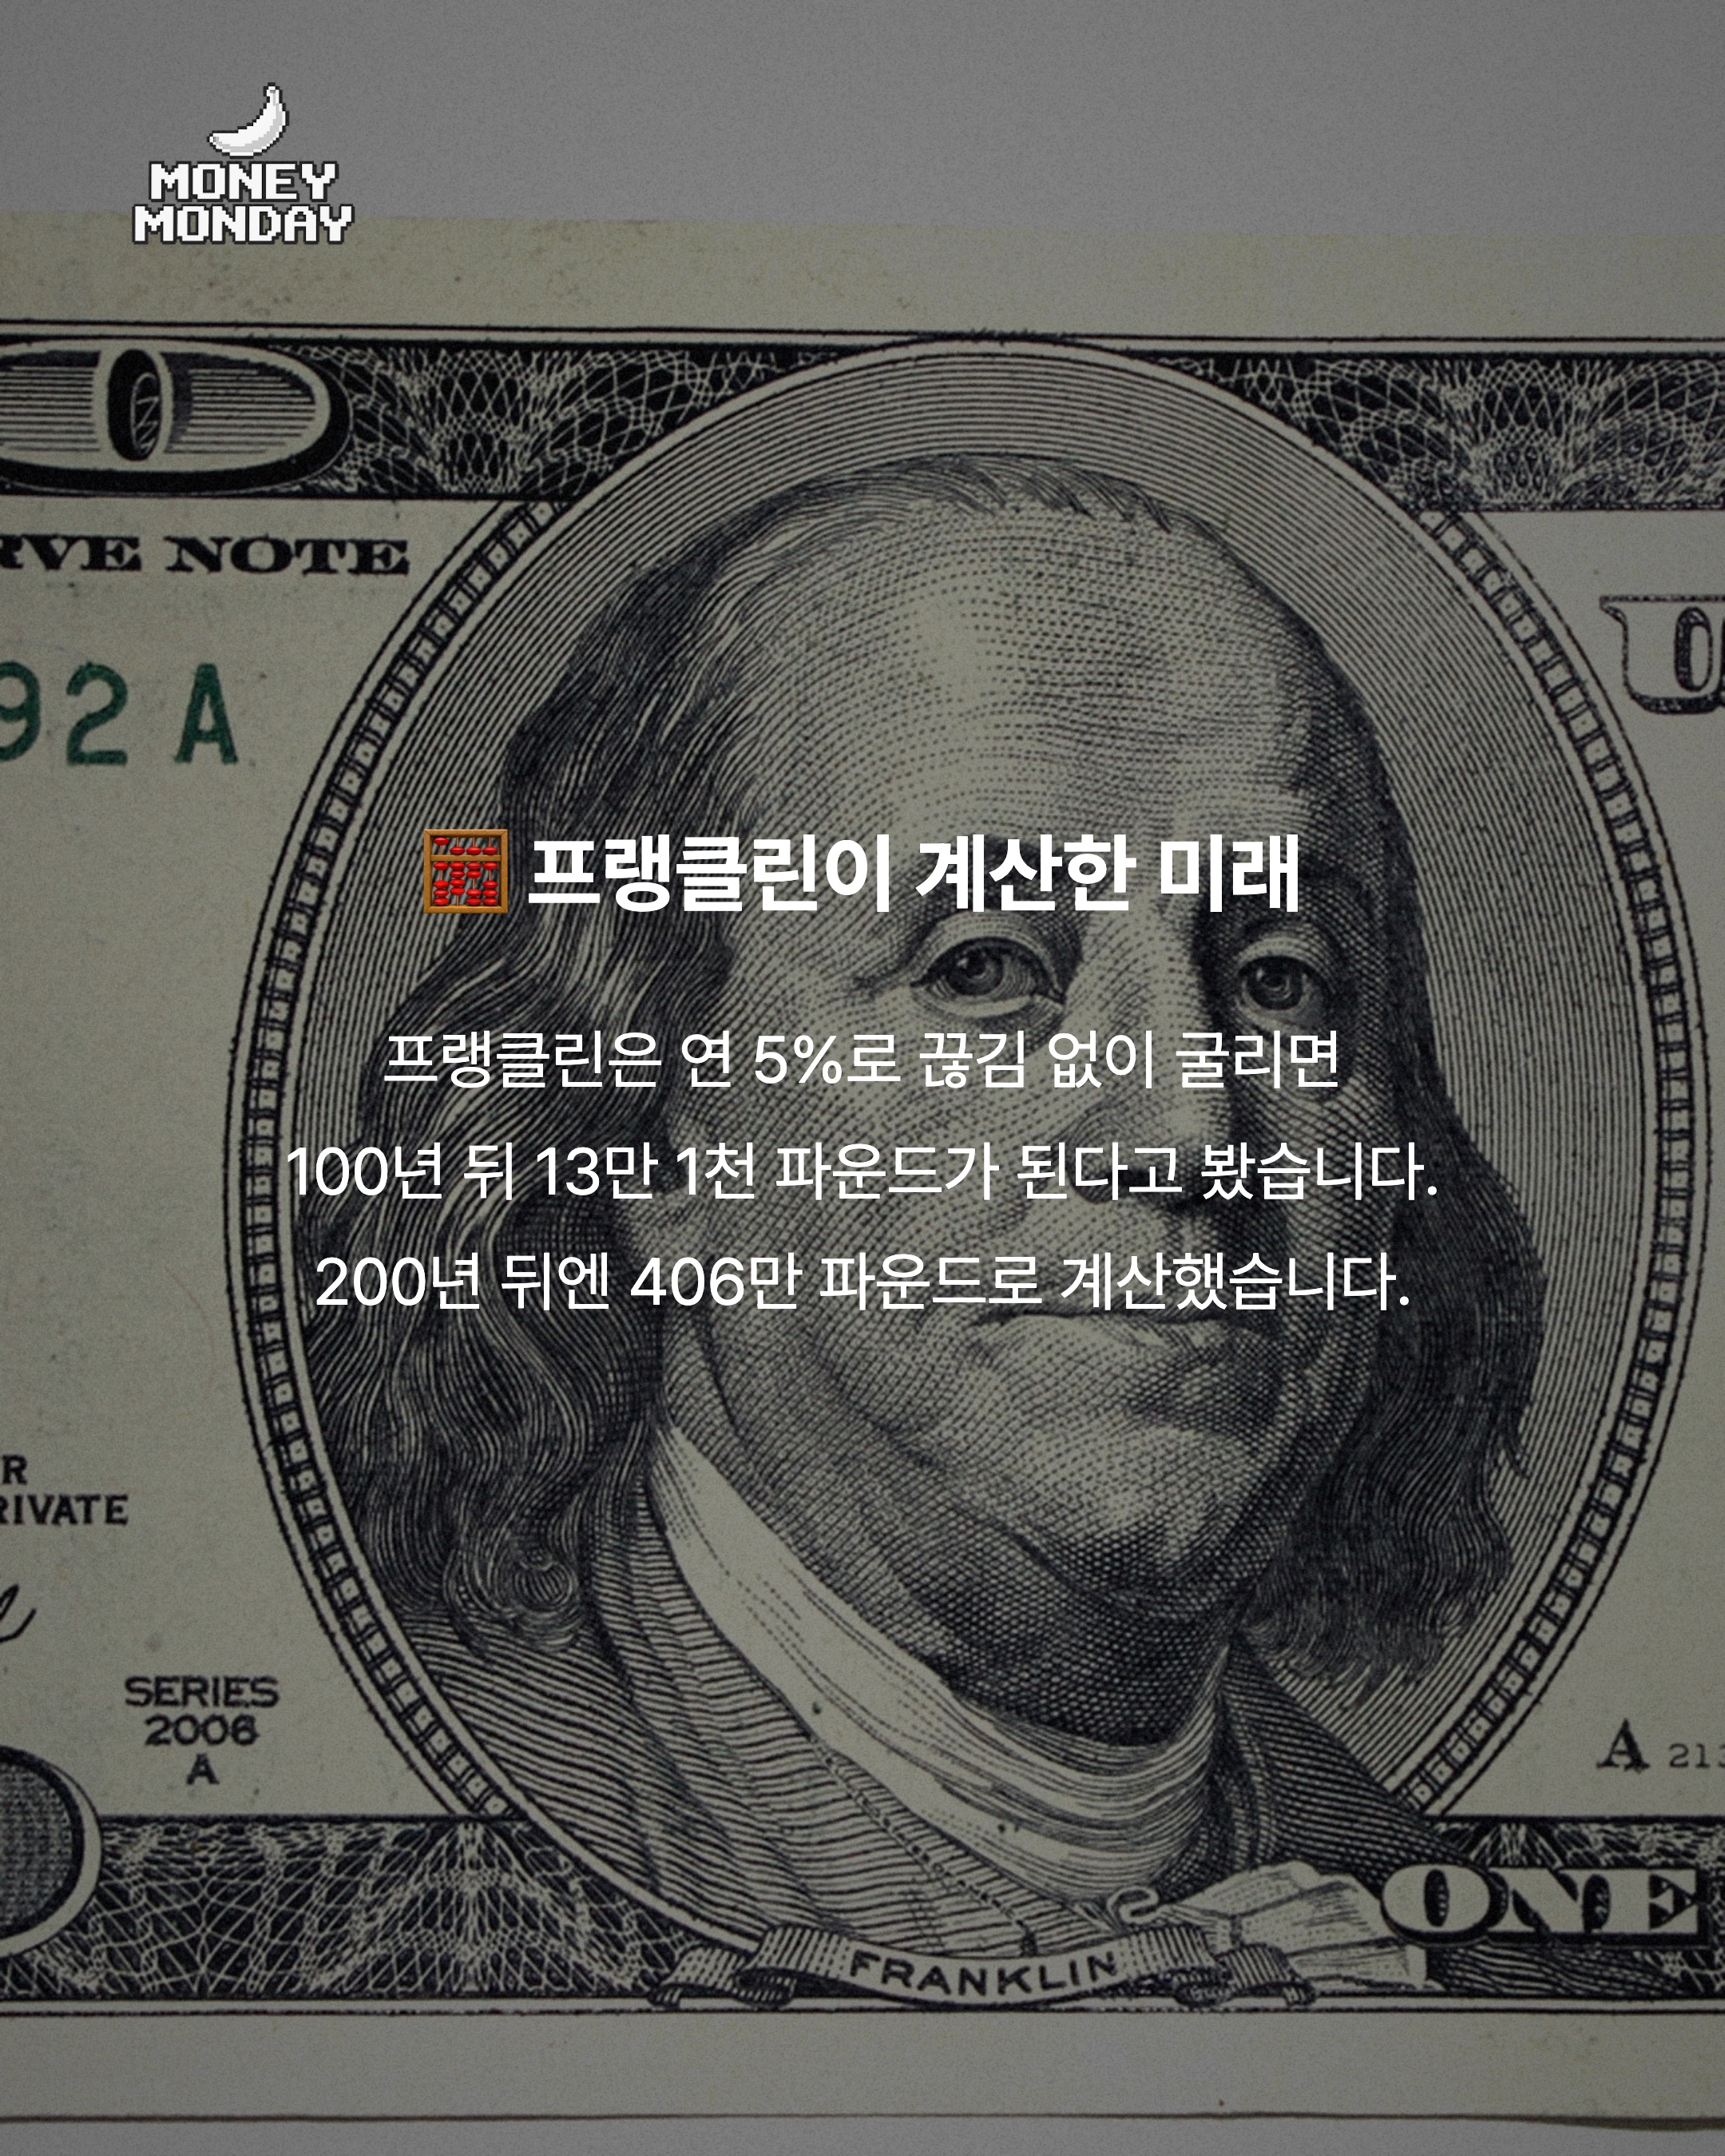 MONEY
MONDAY
RVE NOTE
92 A
🧮 프랭클린이 계산한 미래
프랭클린은 연 5%로 끊김 없이 굴리면
100년 뒤 13만 1천 파운드가 된다고 봤습니다.
200년 뒤엔 406만 파운드로 계산했습니다.
R
RIVATE
SERIES
2006
A
A 213
ONE
FRANKLIN